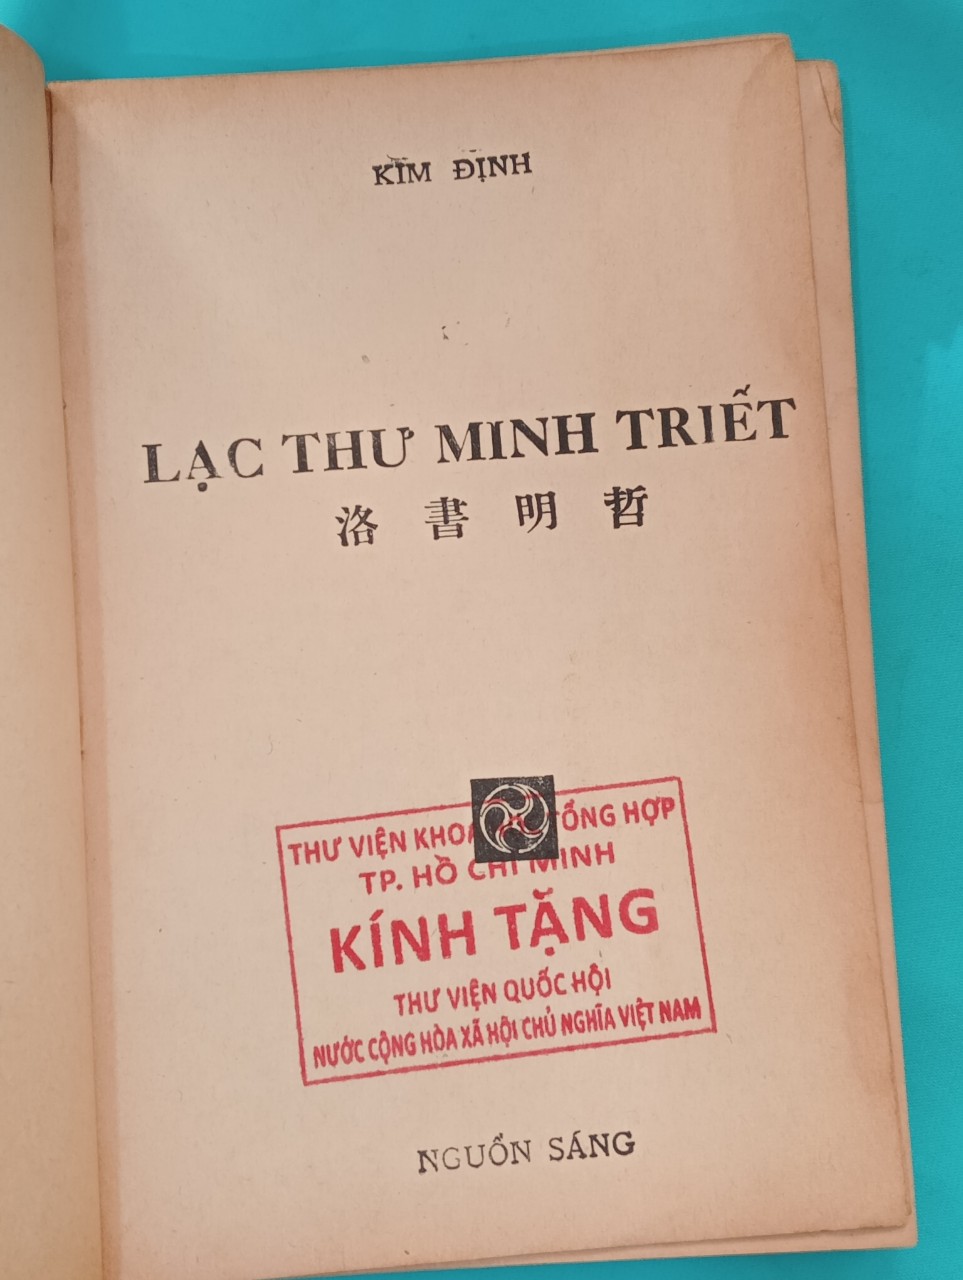 KIM ĐỊNH
LẠC THƯ MINH TRIẾT
洛 書 明 哲
THƯ VIỆN KHOA TỔNG HỢP
TP. HỒ CHÍ MINH
KÍNH TẶNG
THƯ VIỆN QUỐC HỘI
NƯỚC CỘNG HÒA XÃ HỘI CHỦ NGHĨA VIỆT NAM
NGUỒN SÁNG